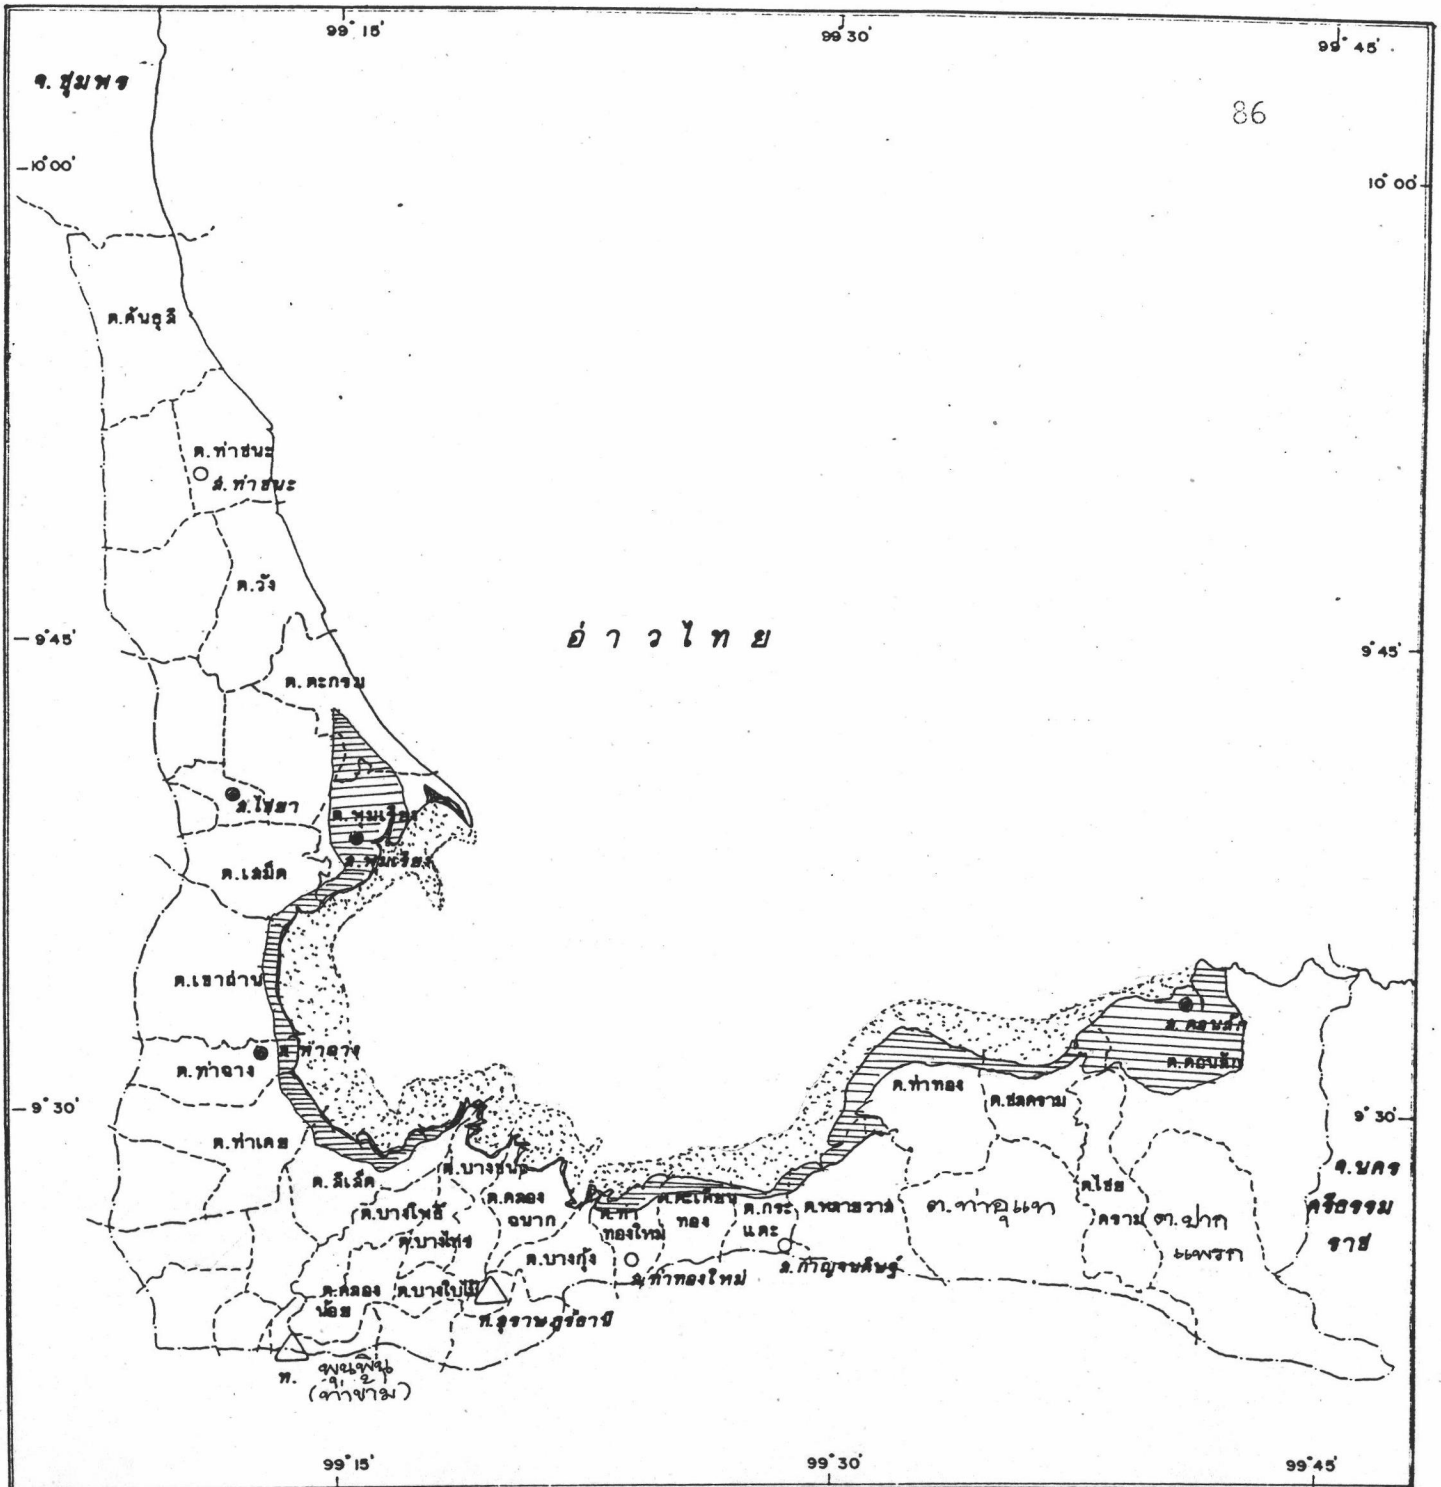 99° 15'
99° 30
99° 45'
จ. ชุมพร
86
10° 00'
10° 00'
ต.คันธุลี
ต.ท่าชนะ
ส. ท่าชนะ
ต.วัง
9° 45'
อ่าวไทย
9° 45'
ต.ตะกรบ
ส.ไชยา
ต.พุมเรียง
ส.พุมเรียง
ต.เลม็ด
ต.เขาถ่าน
ส. ดอนสัก
ส. ท่าฉาง
ต.ท่าฉาง
ต.ดอนสัก
ต.ท่าทอง
ต.ชลคราม
9° 30'
9° 30'
ต.ท่าเคย
ต.บางชนะ
ต.ลีเล็ด
ต.ไชย
คราม
จ.นคร
ศรีธรรม
ราช
ต.คลอง
ฉนาก
ต.ตะเคียน
ทอง
ต.กระ
แดะ
ต.พลายวาส
ต.ท่าอุแท
ต.ปาก
แพรก
ต.บางโพธิ์
ต.ท่า
ทองใหม่
ต.บางไทร
ต.บางกุ้ง
ส.ท่าทองใหม่
ส.กาญจนดิษฐ์
ต.คลอง
น้อย
ต.บางใบไม้
ท.สุราษฎร์ธานี
ท. พุนพิน
(ท่าข้าม)
99° 15'
99° 30'
99° 45'